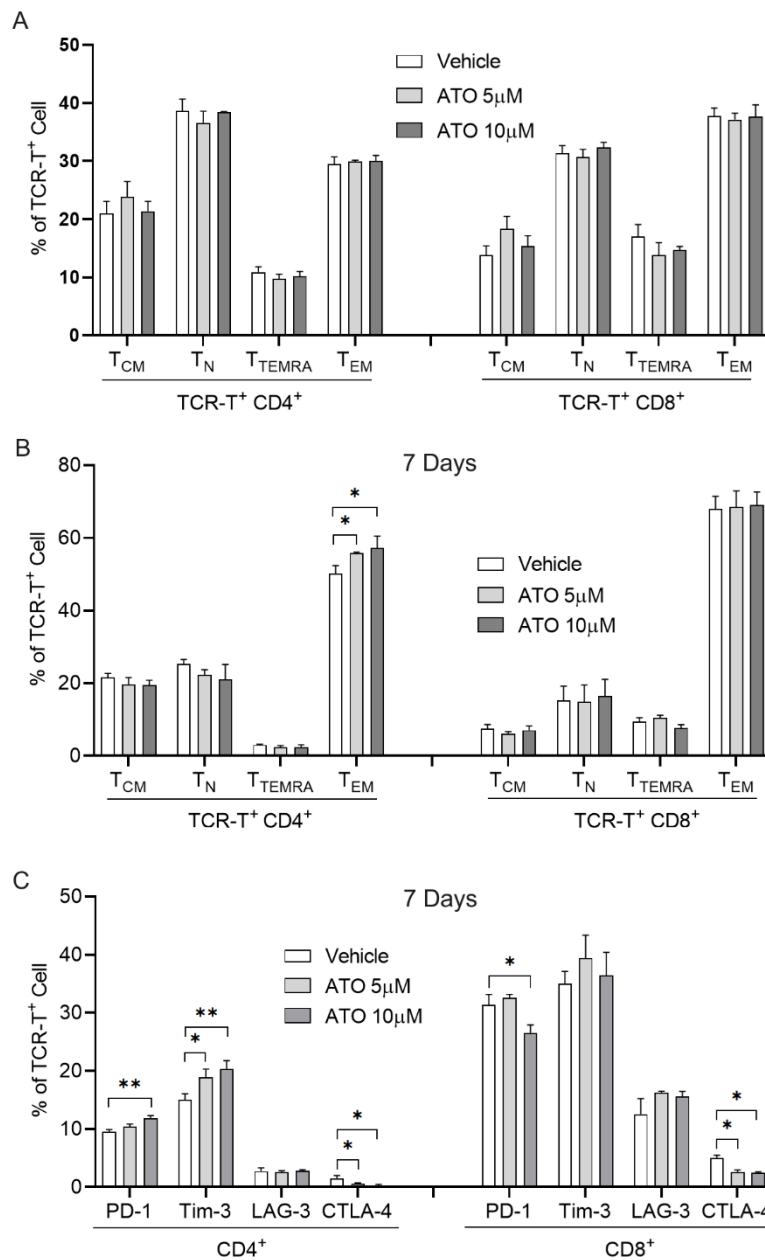 A
50
40
30
20
10
0
% of TCR-T+ Cell
Vehicle
ATO 5μM
ATO 10μM
TCM TN TTEMRA TEM TCM TN TTEMRA TEM
TCR-T+ CD4+ TCR-T+ CD8+
B
7 Days
80
60
40
20
0
% of TCR-T+ Cell
* *
Vehicle
ATO 5μM
ATO 10μM
TCM TN TTEMRA TEM TCM TN TTEMRA TEM
TCR-T+ CD4+ TCR-T+ CD8+
C
7 Days
50
40
30
20
10
0
% of TCR-T+ Cell
Vehicle
ATO 5μM
ATO 10μM
** ** * * * * * *
PD-1 Tim-3 LAG-3 CTLA-4 PD-1 Tim-3 LAG-3 CTLA-4
CD4+ CD8+